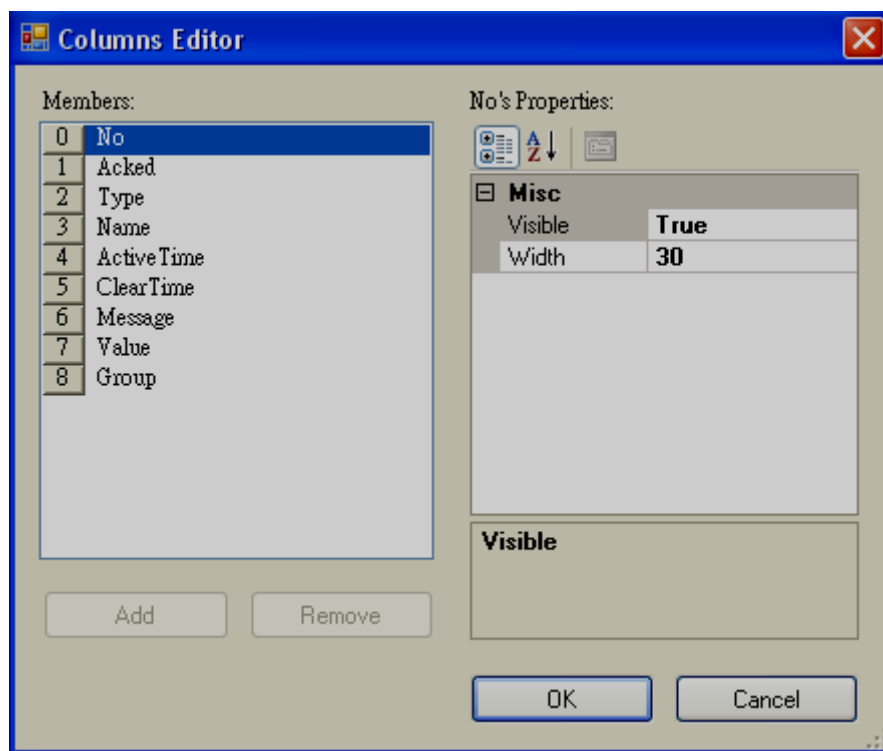 Columns Editor
Members:
0 No
1 Acked
2 Type
3 Name
4 ActiveTime
5 ClearTime
6 Message
7 Value
8 Group
Add Remove
No's Properties:
A
Z
Misc
Visible True
Width 30
Visible
OK Cancel